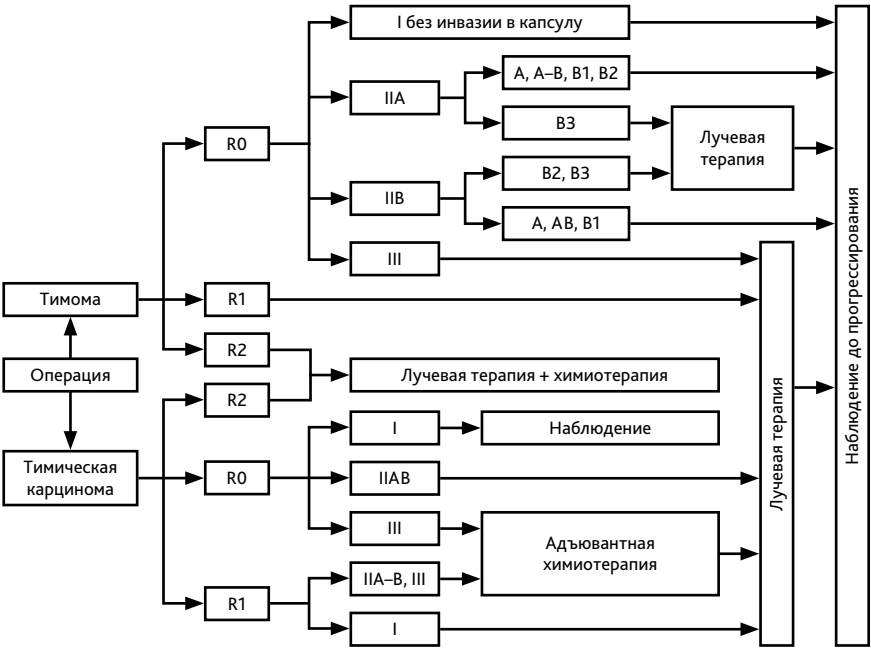 I без инвазии в капсулу
IIA
A, A–B, B1, B2
B3
Лучевая
терапия
R0
IIB
B2, B3
A, AB, B1
III
Тимома
R1
R2
Операция
Лучевая терапия + химиотерапия
R2
I
Наблюдение
Тимическая
карцинома
R0
IIAB
III
Адъювантная
химиотерапия
IIA–B, III
R1
I
Лучевая терапия
Наблюдение до прогрессирования